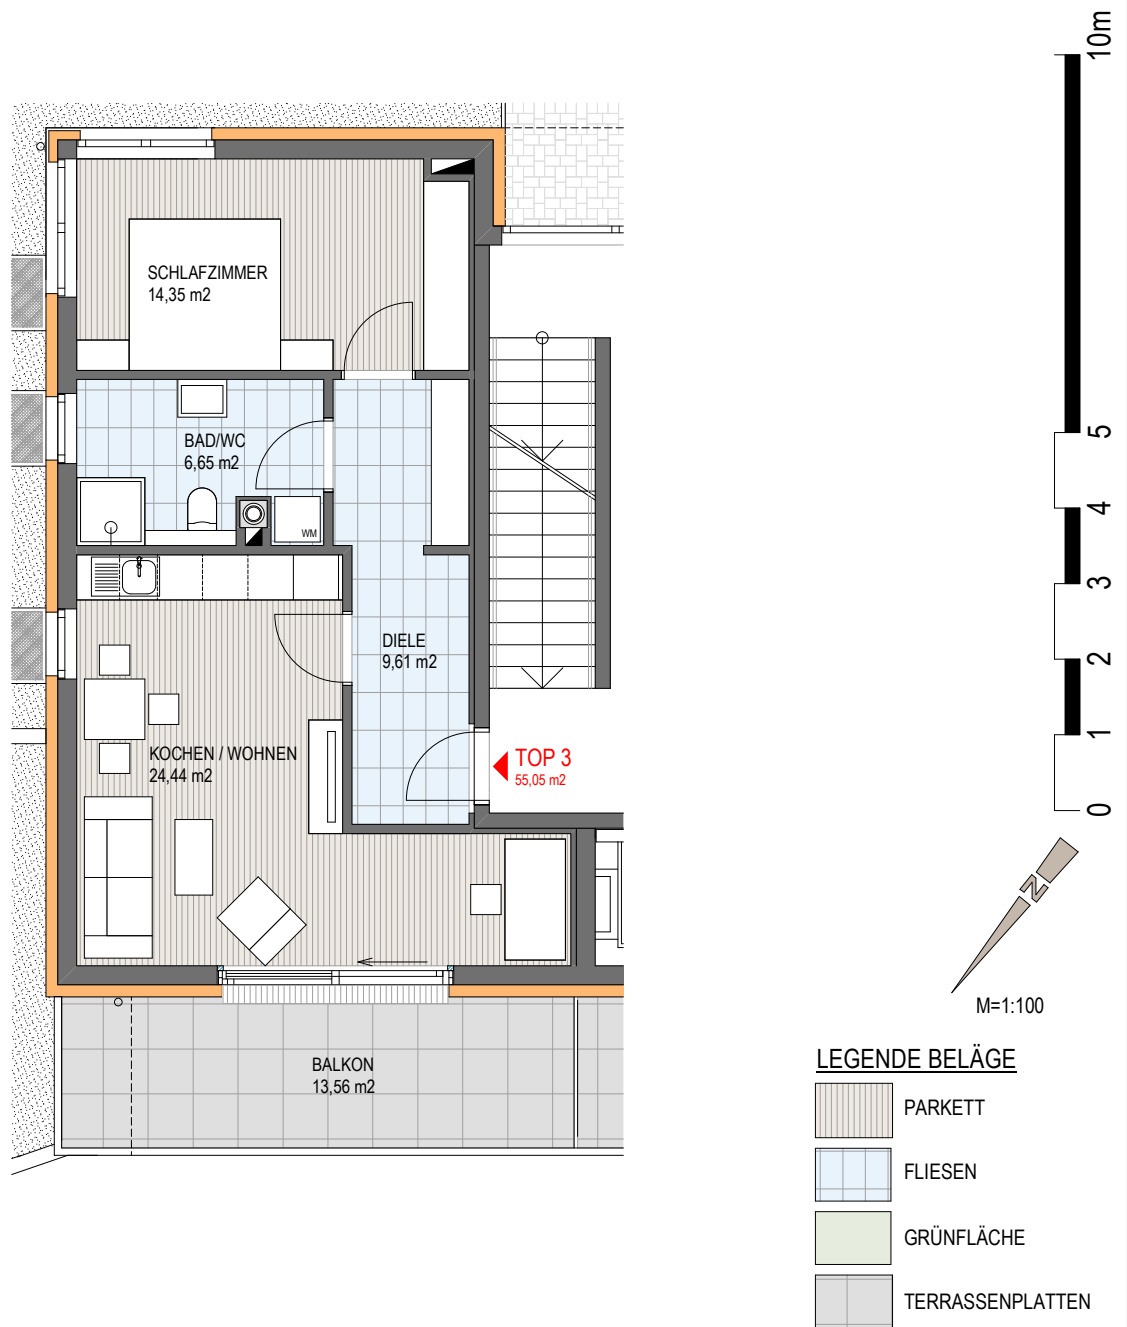 SCHLAFZIMMER
14,35 m2
BAD/WC
6,65 m2
WM
DIELE
9,61 m2
KOCHEN / WOHNEN
24,44 m2
TOP 3
55,05 m2
BALKON
13,56 m2
10m
5
4
3
2
1
0
N
M=1:100
LEGENDE BELÄGE
PARKETT
FLIESEN
GRÜNFLÄCHE
TERRASSENPLATTEN